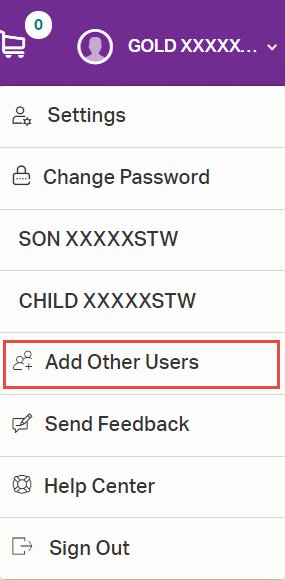 0
GOLD XXXXX...
Settings
Change Password
SON XXXXXSTW
CHILD XXXXXSTW
Add Other Users
Send Feedback
Help Center
Sign Out